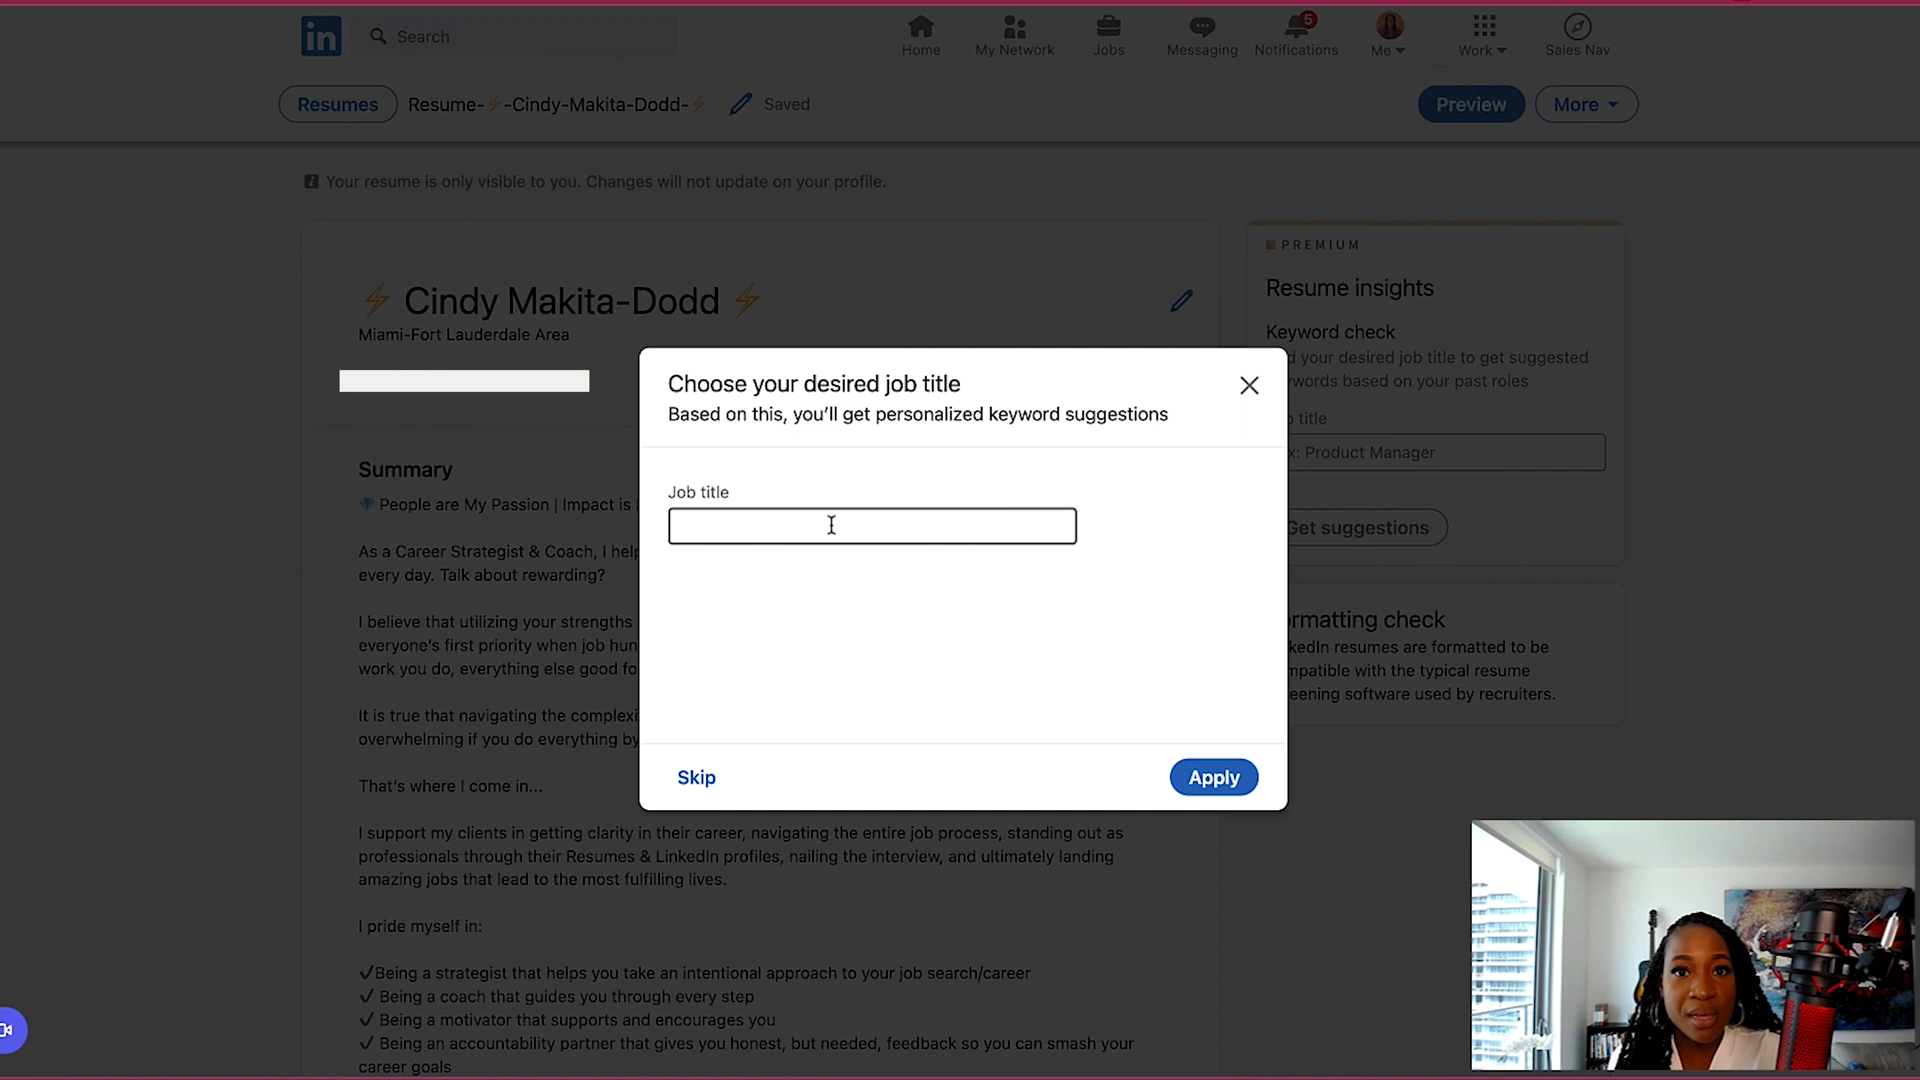 in
Search
Home
My Network
Jobs
Messaging
5
Notifications
Me
Work
Sales Nav
Resumes
Resume-⚡-Cindy-Makita-Dodd-⚡
Saved
Preview
More
Your resume is only visible to you. Changes will not update on your profile.
⚡ Cindy Makita-Dodd ⚡
Miami-Fort Lauderdale Area
Summary
💎 People are My Passion | Impact is
As a Career Strategist & Coach, I help
every day. Talk about rewarding?
I believe that utilizing your strengths
everyone's first priority when job hun
work you do, everything else good fo
It is true that navigating the complexi
overwhelming if you do everything by
That's where I come in...
I support my clients in getting clarity in their career, navigating the entire job process, standing out as
professionals through their Resumes & LinkedIn profiles, nailing the interview, and ultimately landing
amazing jobs that lead to the most fulfilling lives.
I pride myself in:
✓Being a strategist that helps you take an intentional approach to your job search/career
✓ Being a coach that guides you through every step
✓ Being a motivator that supports and encourages you
✓ Being an accountability partner that gives you honest, but needed, feedback so you can smash your
career goals
Choose your desired job title
Based on this, you'll get personalized keyword suggestions
Job title
Skip
Apply
PREMIUM
Resume insights
Keyword check
d your desired job title to get suggested
words based on your past roles
title
x: Product Manager
Get suggestions
rmatting check
kedIn resumes are formatted to be
mpatible with the typical resume
eening software used by recruiters.